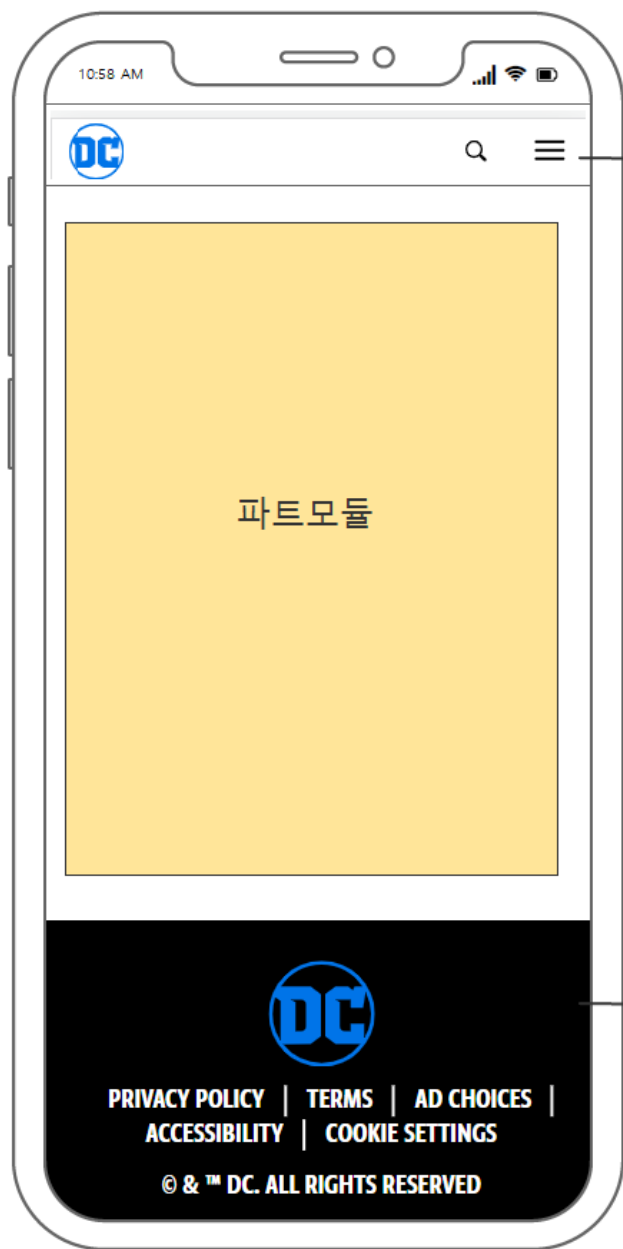 10:58 AM
DC
파트모듈
DC
PRIVACY POLICY | TERMS | AD CHOICES |
ACCESSIBILITY | COOKIE SETTINGS
© & ™ DC. ALL RIGHTS RESERVED